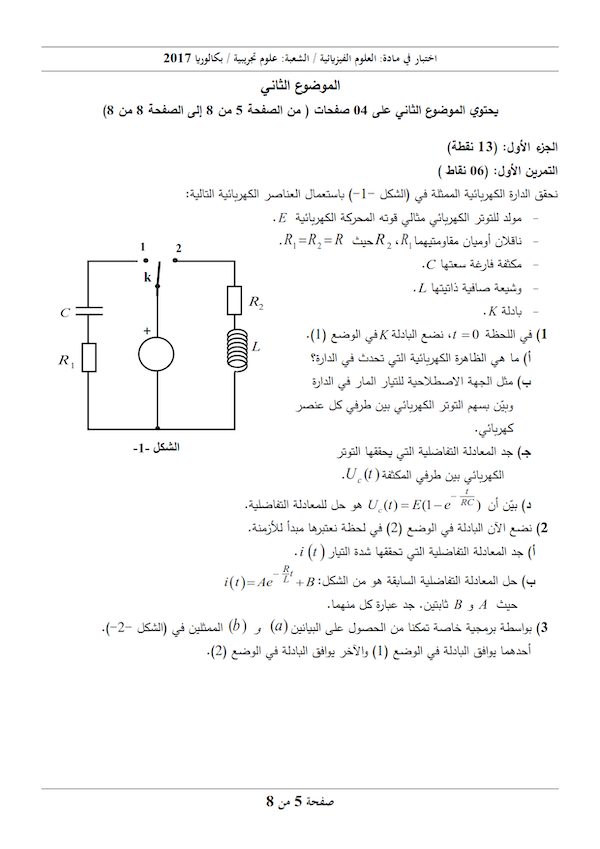 اختبار في مادة: العلوم الفيزيائية / الشعبة: علوم تجريبية / بكالوريا 2017
الموضوع الثاني
يحتوي الموضوع الثاني على 04 صفحات ( من الصفحة 5 من 8 إلى الصفحة 8 من 8)
الجزء الأول: (13 نقطة)
التمرين الأول: (06 نقاط )
نحقق الدارة الكهربائية الممثلة في (الشكل -1-) باستعمال العناصر الكهربائية التالية:
- مولد للتوتر الكهربائي مثالي قوته المحركة الكهربائية E .
- ناقلان أوميان مقاومتيهما R₁ ، R₂ حيث R₁=R₂=R .
- مكثفة فارغة سعتها C .
- وشيعة صافية ذاتيتها L .
- بادلة K .
1) في اللحظة t = 0 ، نضع البادلة K في الوضع (1).
أ) ما هي الظاهرة الكهربائية التي تحدث في الدارة؟
ب) مثل الجهة الاصطلاحية للتيار المار في الدارة
وبيّن بسهم التوتر الكهربائي بين طرفي كل عنصر
كهربائي.
جـ) جد المعادلة التفاضلية التي يحققها التوتر
الكهربائي بين طرفي المكثفة U_c (t) .
1 2
k
C
R₁
+
R₂
L
الشكل -1-
د) بيّن أن U_c(t) = E(1-e^{-t/RC}) هو حل للمعادلة التفاضلية.
2) نضع الآن البادلة في الوضع (2) في لحظة نعتبرها مبدأ للأزمنة.
أ) جد المعادلة التفاضلية التي تحققها شدة التيار i (t) .
ب) حل المعادلة التفاضلية السابقة هو من الشكل: i(t)= Ae^{-R/L t} + B
حيث A و B ثابتين. جد عبارة كل منهما.
3) بواسطة برمجية خاصة تمكنا من الحصول على البيانين (a) و (b) الممثلين في (الشكل -2-).
أحدهما يوافق البادلة في الوضع (1) والآخر يوافق البادلة في الوضع (2).
صفحة 5 من 8